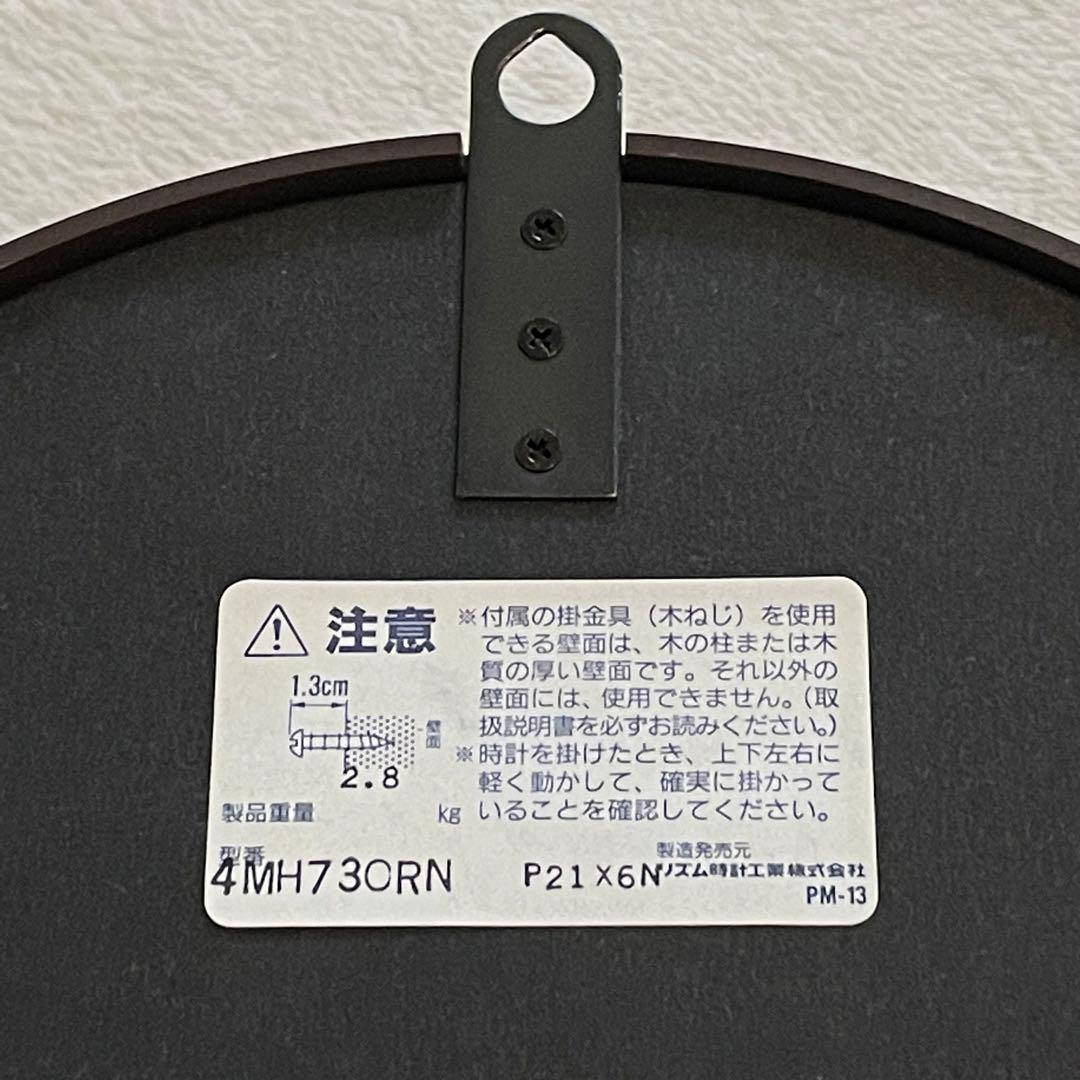 注意
※付属の掛金具（木ねじ）を使用
できる壁面は、木の柱または木
質の厚い壁面です。それ以外の
壁面には、使用できません。（取
扱説明書を必ずお読みください。）
※時計を掛けたとき、上下左右に
軽く動かして、確実に掛かって
いることを確認してください。
1.3cm
壁面
2.8
製品重量 kg
型番
4MH730RN
P21X6N
製造発売元
リズム時計工業株式会社
PM-13